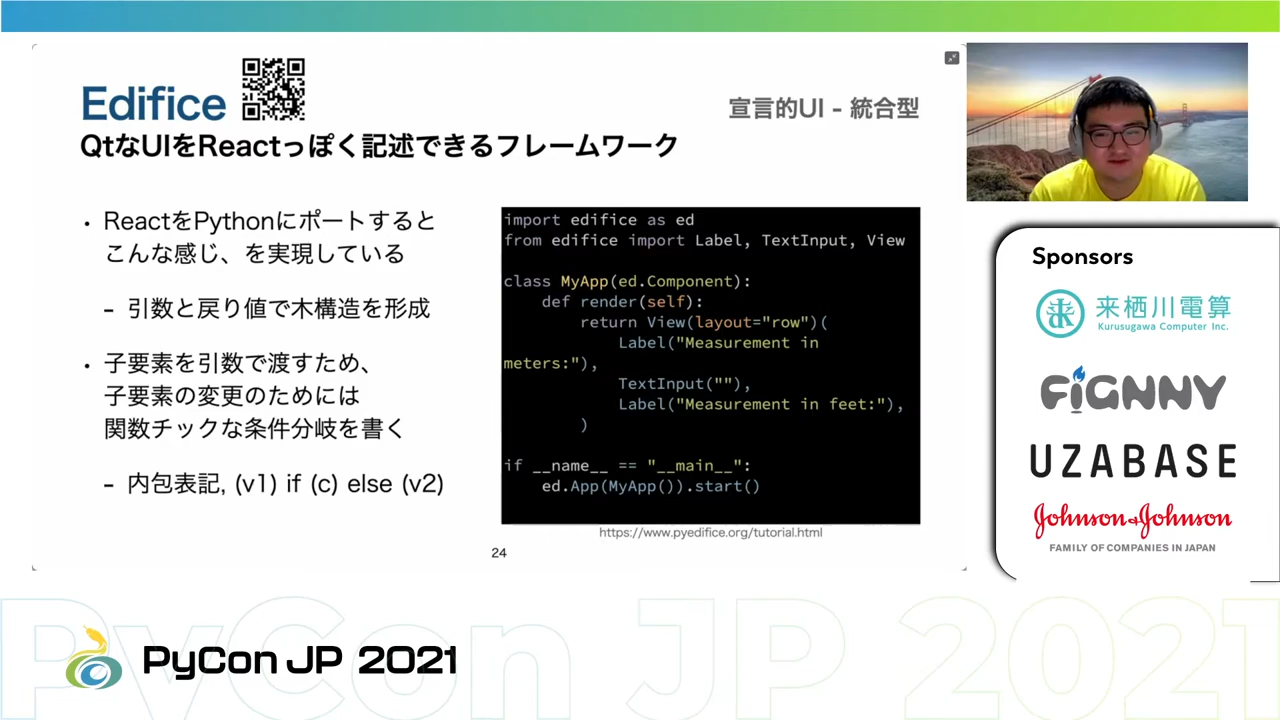 Edifice
宣言的UI - 統合型
QtなUIをReactっぽく記述できるフレームワーク
・ ReactをPythonにポートすると
こんな感じ、を実現している
- 引数と戻り値で木構造を形成
・ 子要素を引数で渡すため、
子要素の変更のためには
関数チックな条件分岐を書く
- 内包表記, (v1) if (c) else (v2)
import edifice as ed
from edifice import Label, TextInput, View
class MyApp(ed.Component):
def render(self):
return View(layout="row")(
Label("Measurement in
meters:"),
TextInput(""),
Label("Measurement in feet:"),
)
if __name__ == "__main__":
ed.App(MyApp()).start()
https://www.pyedifice.org/tutorial.html
24
Sponsors
来栖川電算
Kurusugawa Computer Inc.
FiGNNY
UZABASE
Johnson & Johnson
FAMILY OF COMPANIES IN JAPAN
PyCon JP 2021
PyCon JP 2021